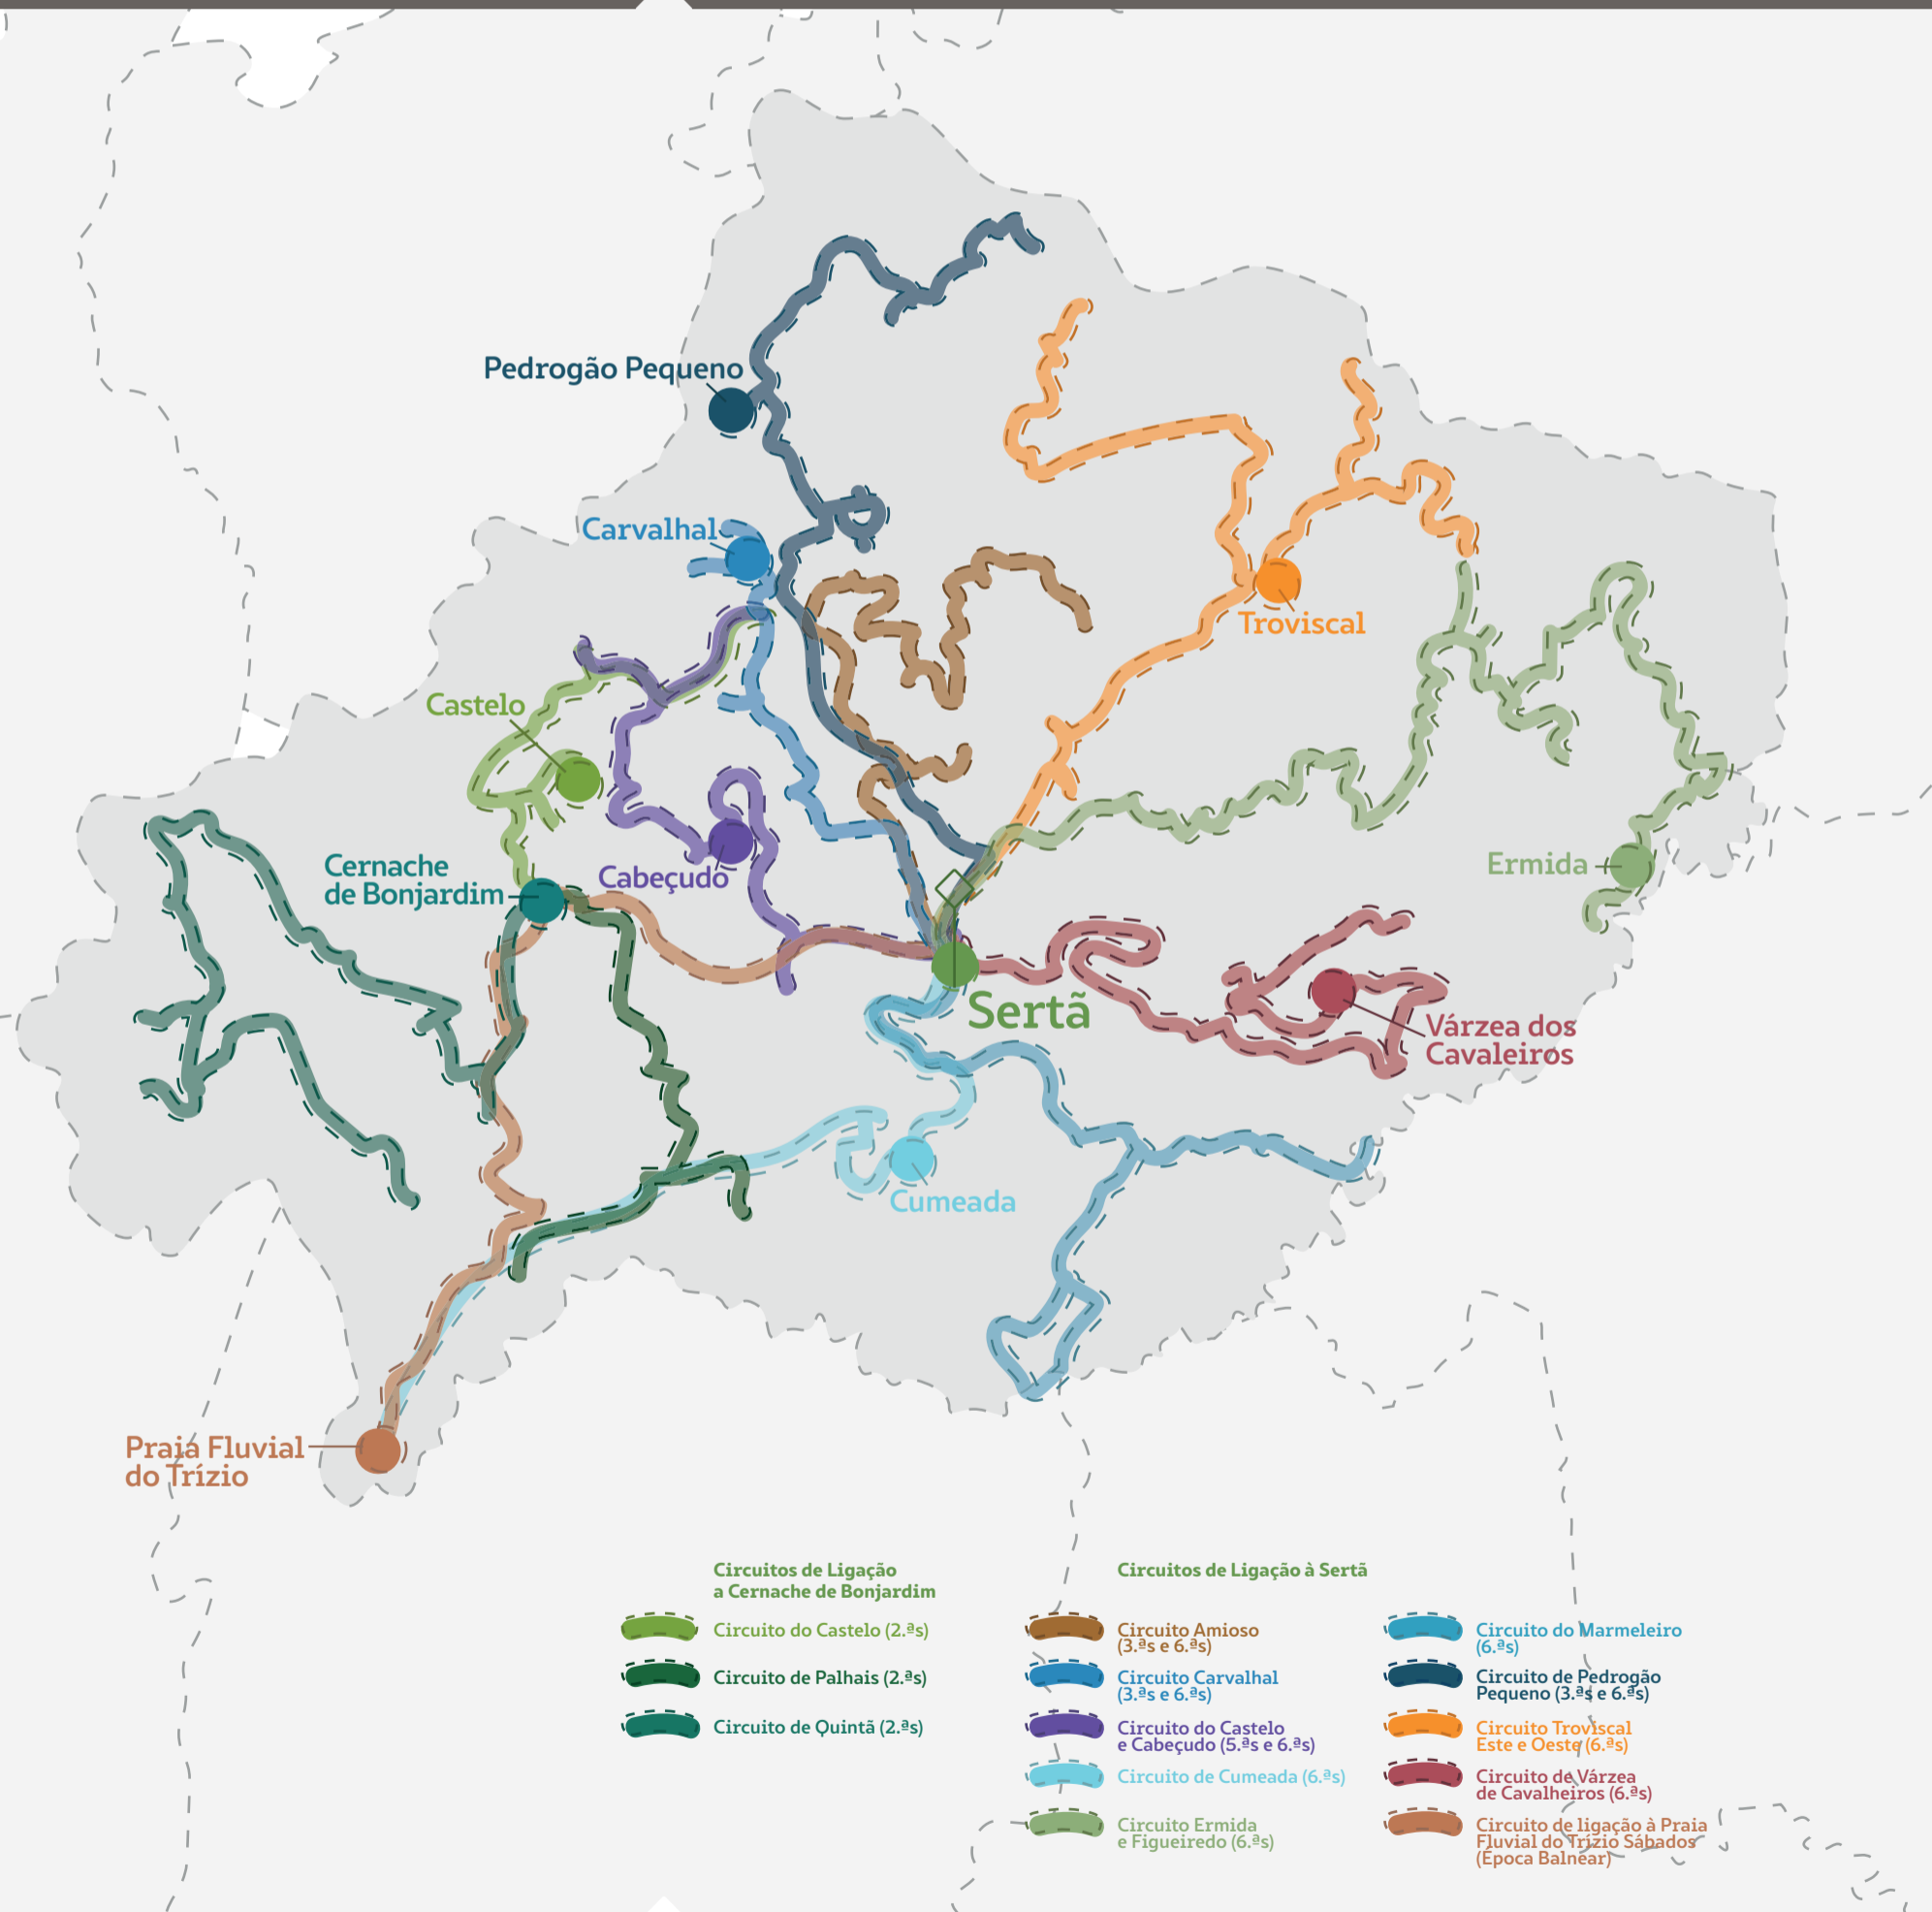 Pedrogão Pequeno
Carvalhal
Troviscal
Castelo
Cernache
de Bonjardim
Cabeçudo
Ermida
Sertã
Várzea dos
Cavaleiros
Cumeada
Praia Fluvial
do Trízio
Circuitos de Ligação
a Cernache de Bonjardim
Circuito do Castelo (2.ªs)
Circuito de Palhais (2.ªs)
Circuito de Quintã (2.ªs)
Circuitos de Ligação à Sertã
Circuito Amioso
(3.ªs e 6.ªs)
Circuito Carvalhal
(3.ªs e 6.ªs)
Circuito do Castelo
e Cabeçudo (5.ªs e 6.ªs)
Circuito de Cumeada (6.ªs)
Circuito Ermida
e Figueiredo (6.ªs)
Circuito do Marmeleiro
(6.ªs)
Circuito de Pedrogão
Pequeno (3.ªs e 6.ªs)
Circuito Troviscal
Este e Oeste (6.ªs)
Circuito de Várzea
de Cavalheiros (6.ªs)
Circuito de ligação à Praia
Fluvial do Trízio Sábados
(Época Balnear)